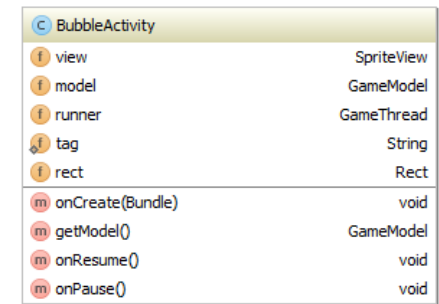 C BubbleActivity
f view SpriteView
f model GameModel
f runner GameThread
f tag String
f rect Rect
m onCreate(Bundle) void
m getModel() GameModel
m onResume() void
m onPause() void